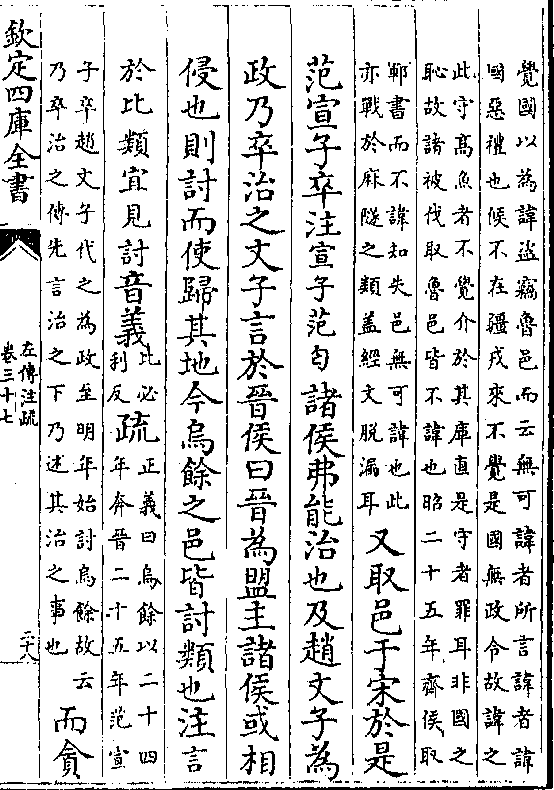 覺國以為諱盜竊魯邑而云無可諱者所言諱者諱
國惡禮也候不在疆戎來不覺是國無政令故諱之
此守高魚者不覺介於其庫直是守者罪耳非國之
恥故諸被伐取魯邑皆不諱也昭二十五年齊侯取
鄆書而不諱知失邑無可諱也此
亦戰於麻隧之類蓋經文脫漏耳
又取邑于宋於是
范宣子卒注宣子范匄諸侯弗能治也及趙文子為
政乃卒治之文子言於晉侯曰晉為盟主諸侯或相
侵也則討而使歸其地今烏餘之邑皆討類也注言
於比類宜見討音義
比必
利反
疏
正義曰烏餘以二十四
年奔晉二十五年范宣
子卒趙文子代之為政至明年始討烏餘故云
乃卒治之傳先言治之下乃述其治之事也
而貪
欽定四庫全書
左傳注疏
卷三十七
二十八